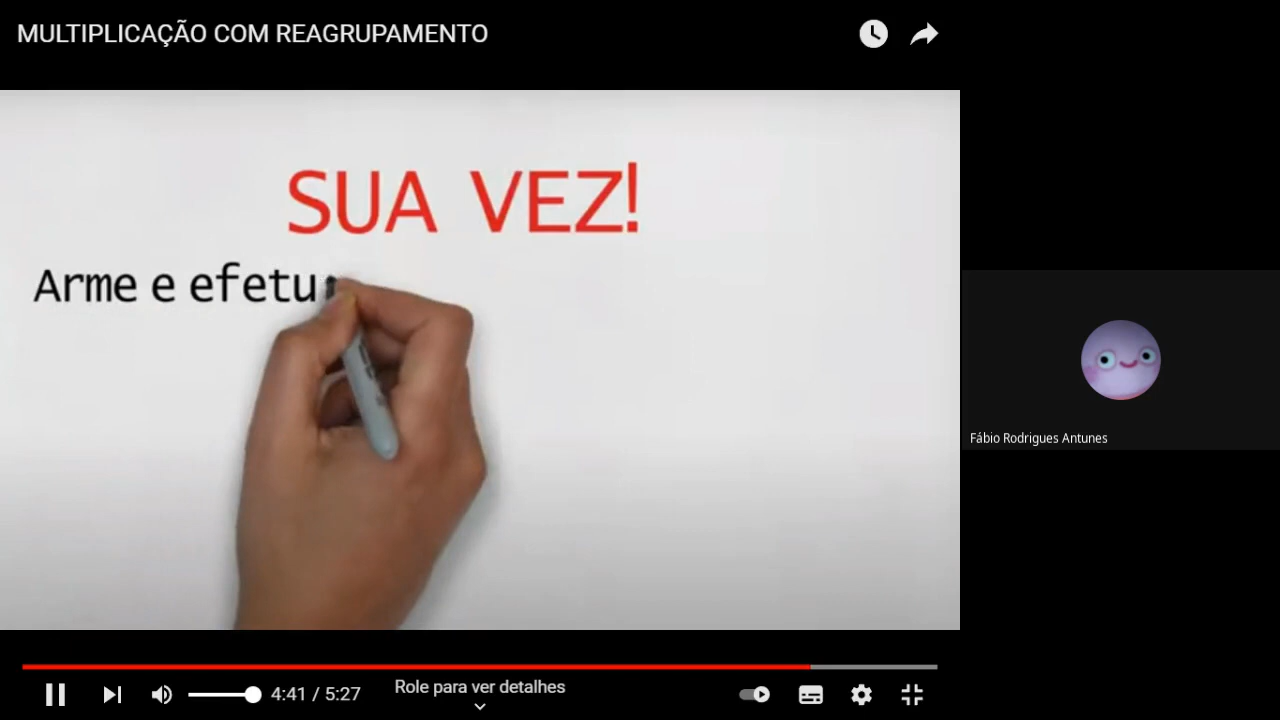 MULTIPLICAÇÃO COM REAGRUPAMENTO
SUA VEZ!
Arme e efetu
Fábio Rodrigues Antunes
4:41 / 5:27
Role para ver detalhes